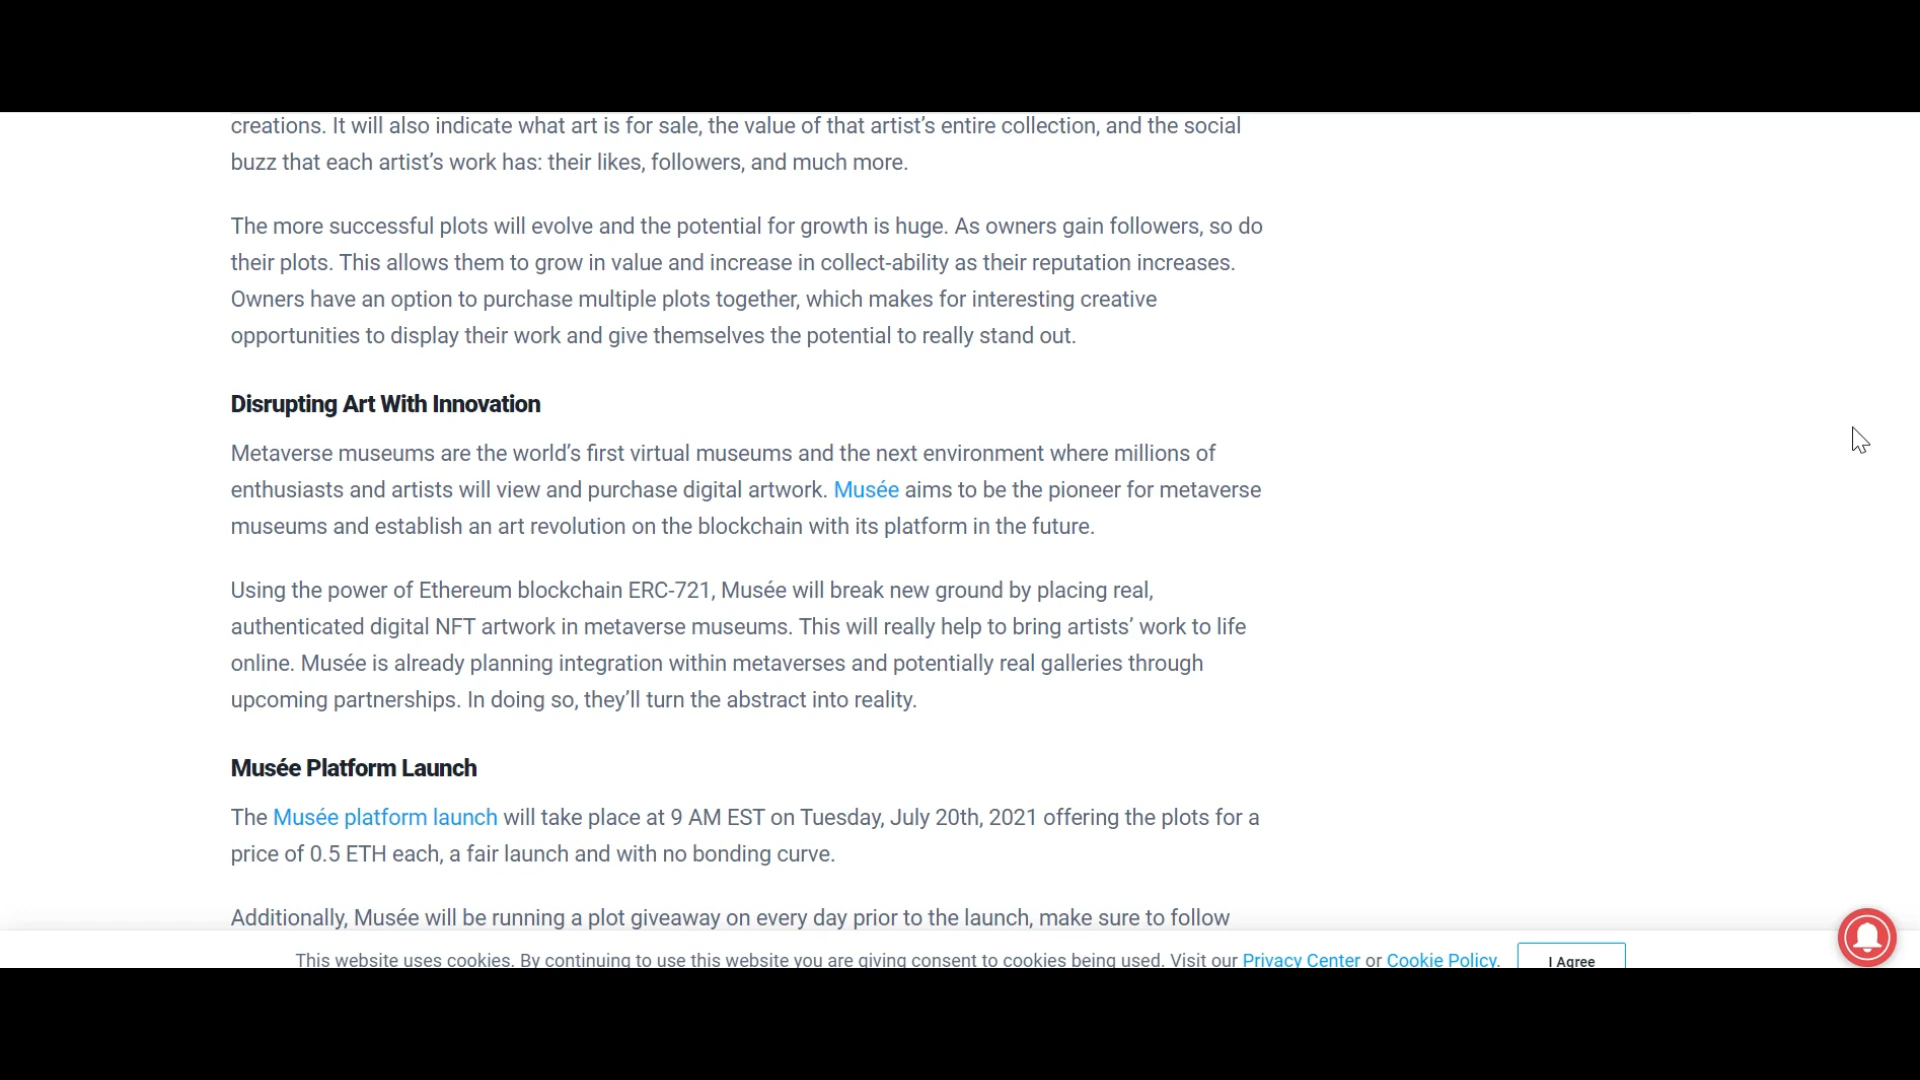 creations. It will also indicate what art is for sale, the value of that artist’s entire collection, and the social
buzz that each artist’s work has: their likes, followers, and much more.
The more successful plots will evolve and the potential for growth is huge. As owners gain followers, so do
their plots. This allows them to grow in value and increase in collect-ability as their reputation increases.
Owners have an option to purchase multiple plots together, which makes for interesting creative
opportunities to display their work and give themselves the potential to really stand out.
Disrupting Art With Innovation
Metaverse museums are the world’s first virtual museums and the next environment where millions of
enthusiasts and artists will view and purchase digital artwork. Musée aims to be the pioneer for metaverse
museums and establish an art revolution on the blockchain with its platform in the future.
Using the power of Ethereum blockchain ERC-721, Musée will break new ground by placing real,
authenticated digital NFT artwork in metaverse museums. This will really help to bring artists’ work to life
online. Musée is already planning integration within metaverses and potentially real galleries through
upcoming partnerships. In doing so, they’ll turn the abstract into reality.
Musée Platform Launch
The Musée platform launch will take place at 9 AM EST on Tuesday, July 20th, 2021 offering the plots for a
price of 0.5 ETH each, a fair launch and with no bonding curve.
Additionally, Musée will be running a plot giveaway on every day prior to the launch, make sure to follow
This website uses cookies. By continuing to use this website you are giving consent to cookies being used. Visit our Privacy Center or Cookie Policy.
I Agree